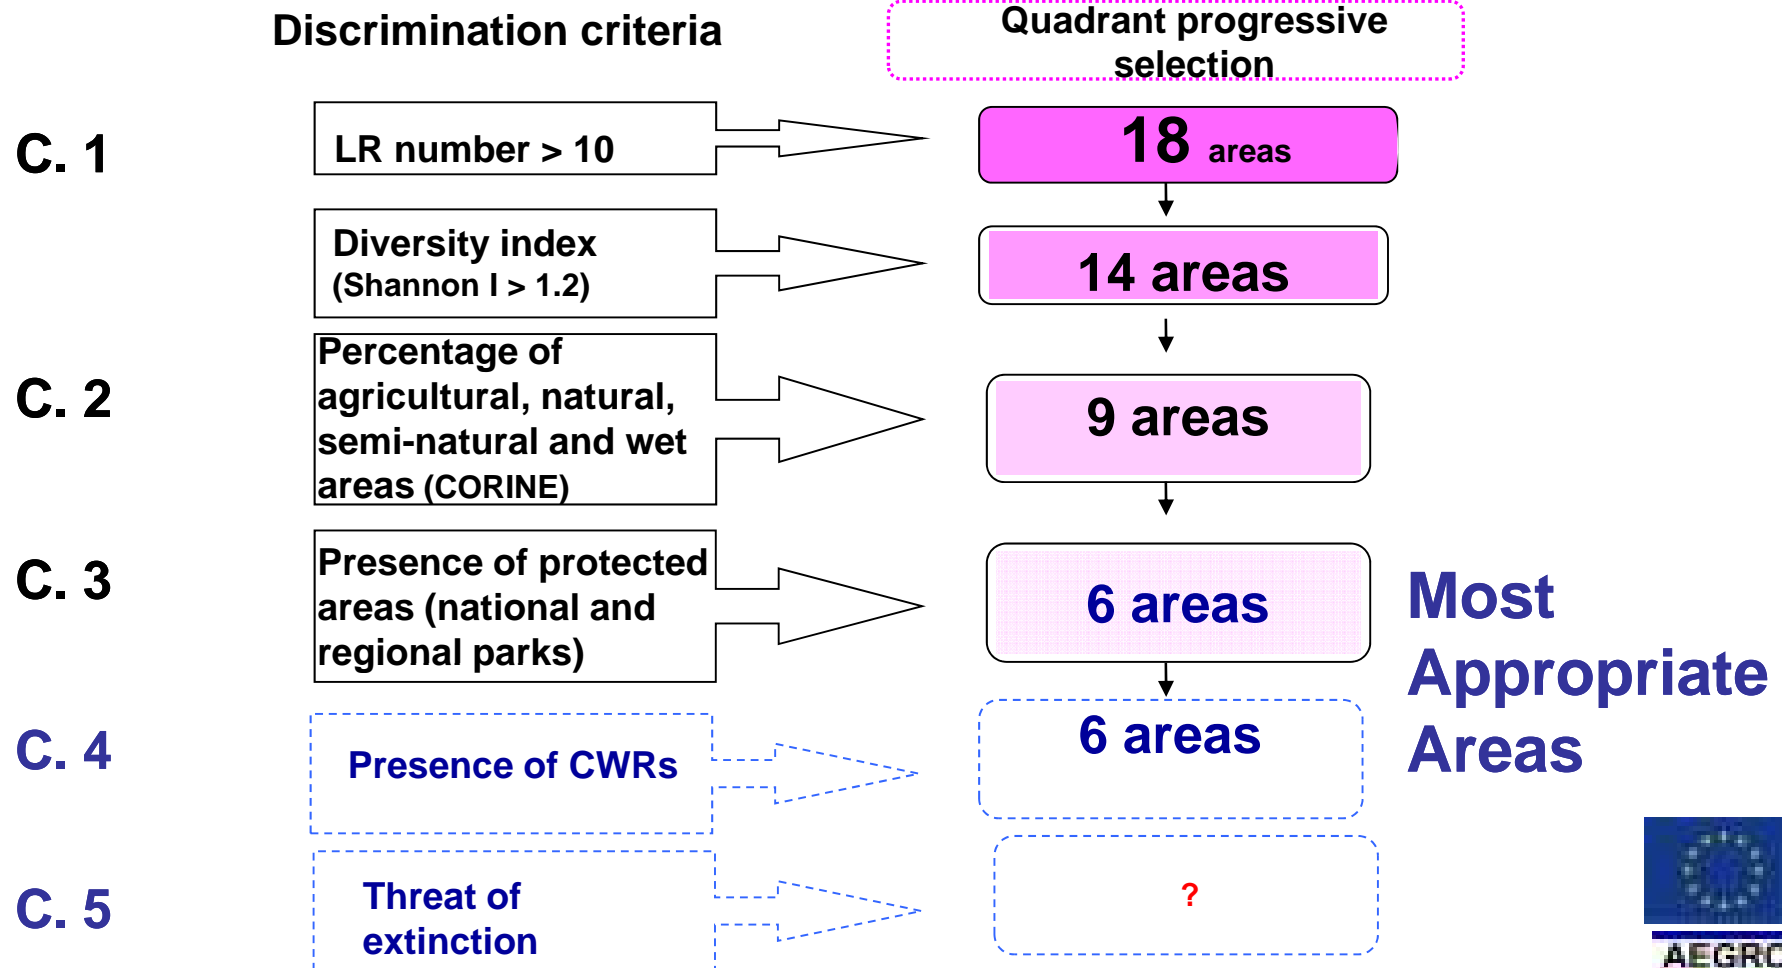 Discrimination criteria
Quadrant progressive
selection
C. 1
LR number > 10
18 areas
Diversity index
(Shannon I > 1.2)
14 areas
C. 2
Percentage of
agricultural, natural,
semi-natural and wet
areas (CORINE)
9 areas
C. 3
Presence of protected
areas (national and
regional parks)
6 areas
Most
Appropriate
Areas
C. 4
Presence of CWRs
6 areas
C. 5
Threat of
extinction
?
AEGRO